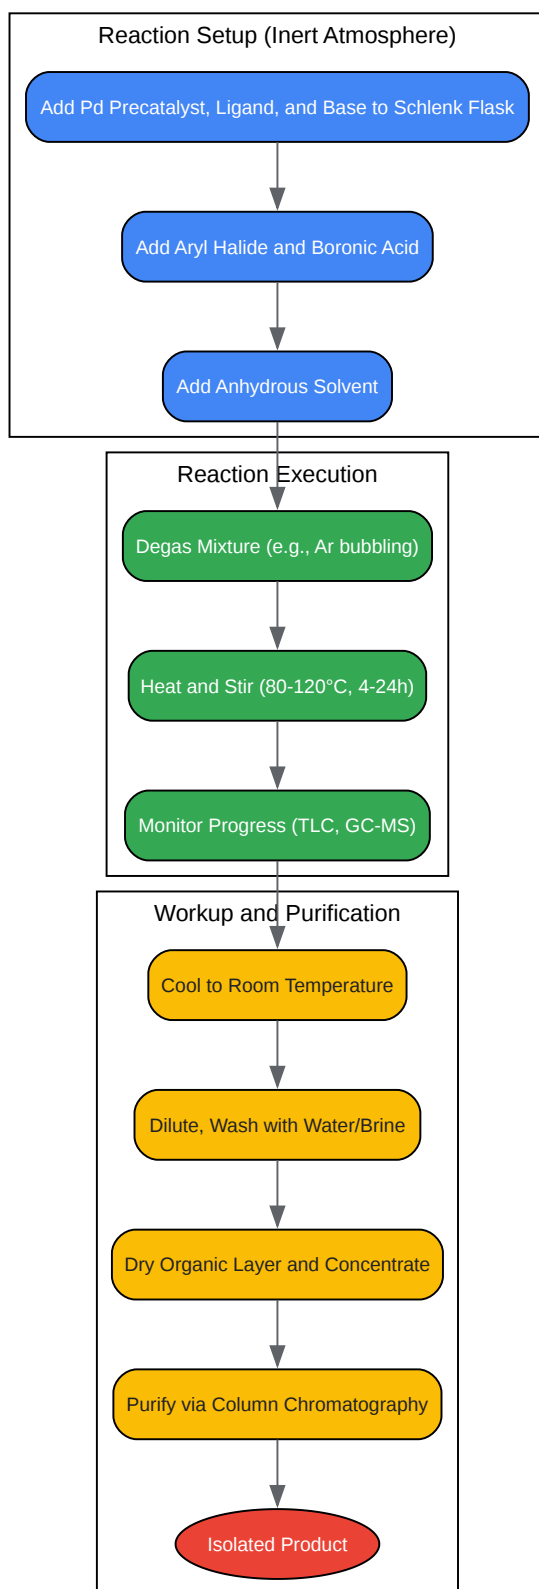 Reaction Setup (Inert Atmosphere)
Add Pd Precatalyst, Ligand, and Base to Schlenk Flask
Add Aryl Halide and Boronic Acid
Add Anhydrous Solvent
Reaction Execution
Degas Mixture (e.g., Ar bubbling)
Heat and Stir (80-120°C, 4-24h)
Monitor Progress (TLC, GC-MS)
Workup and Purification
Cool to Room Temperature
Dilute, Wash with Water/Brine
Dry Organic Layer and Concentrate
Purify via Column Chromatography
Isolated Product